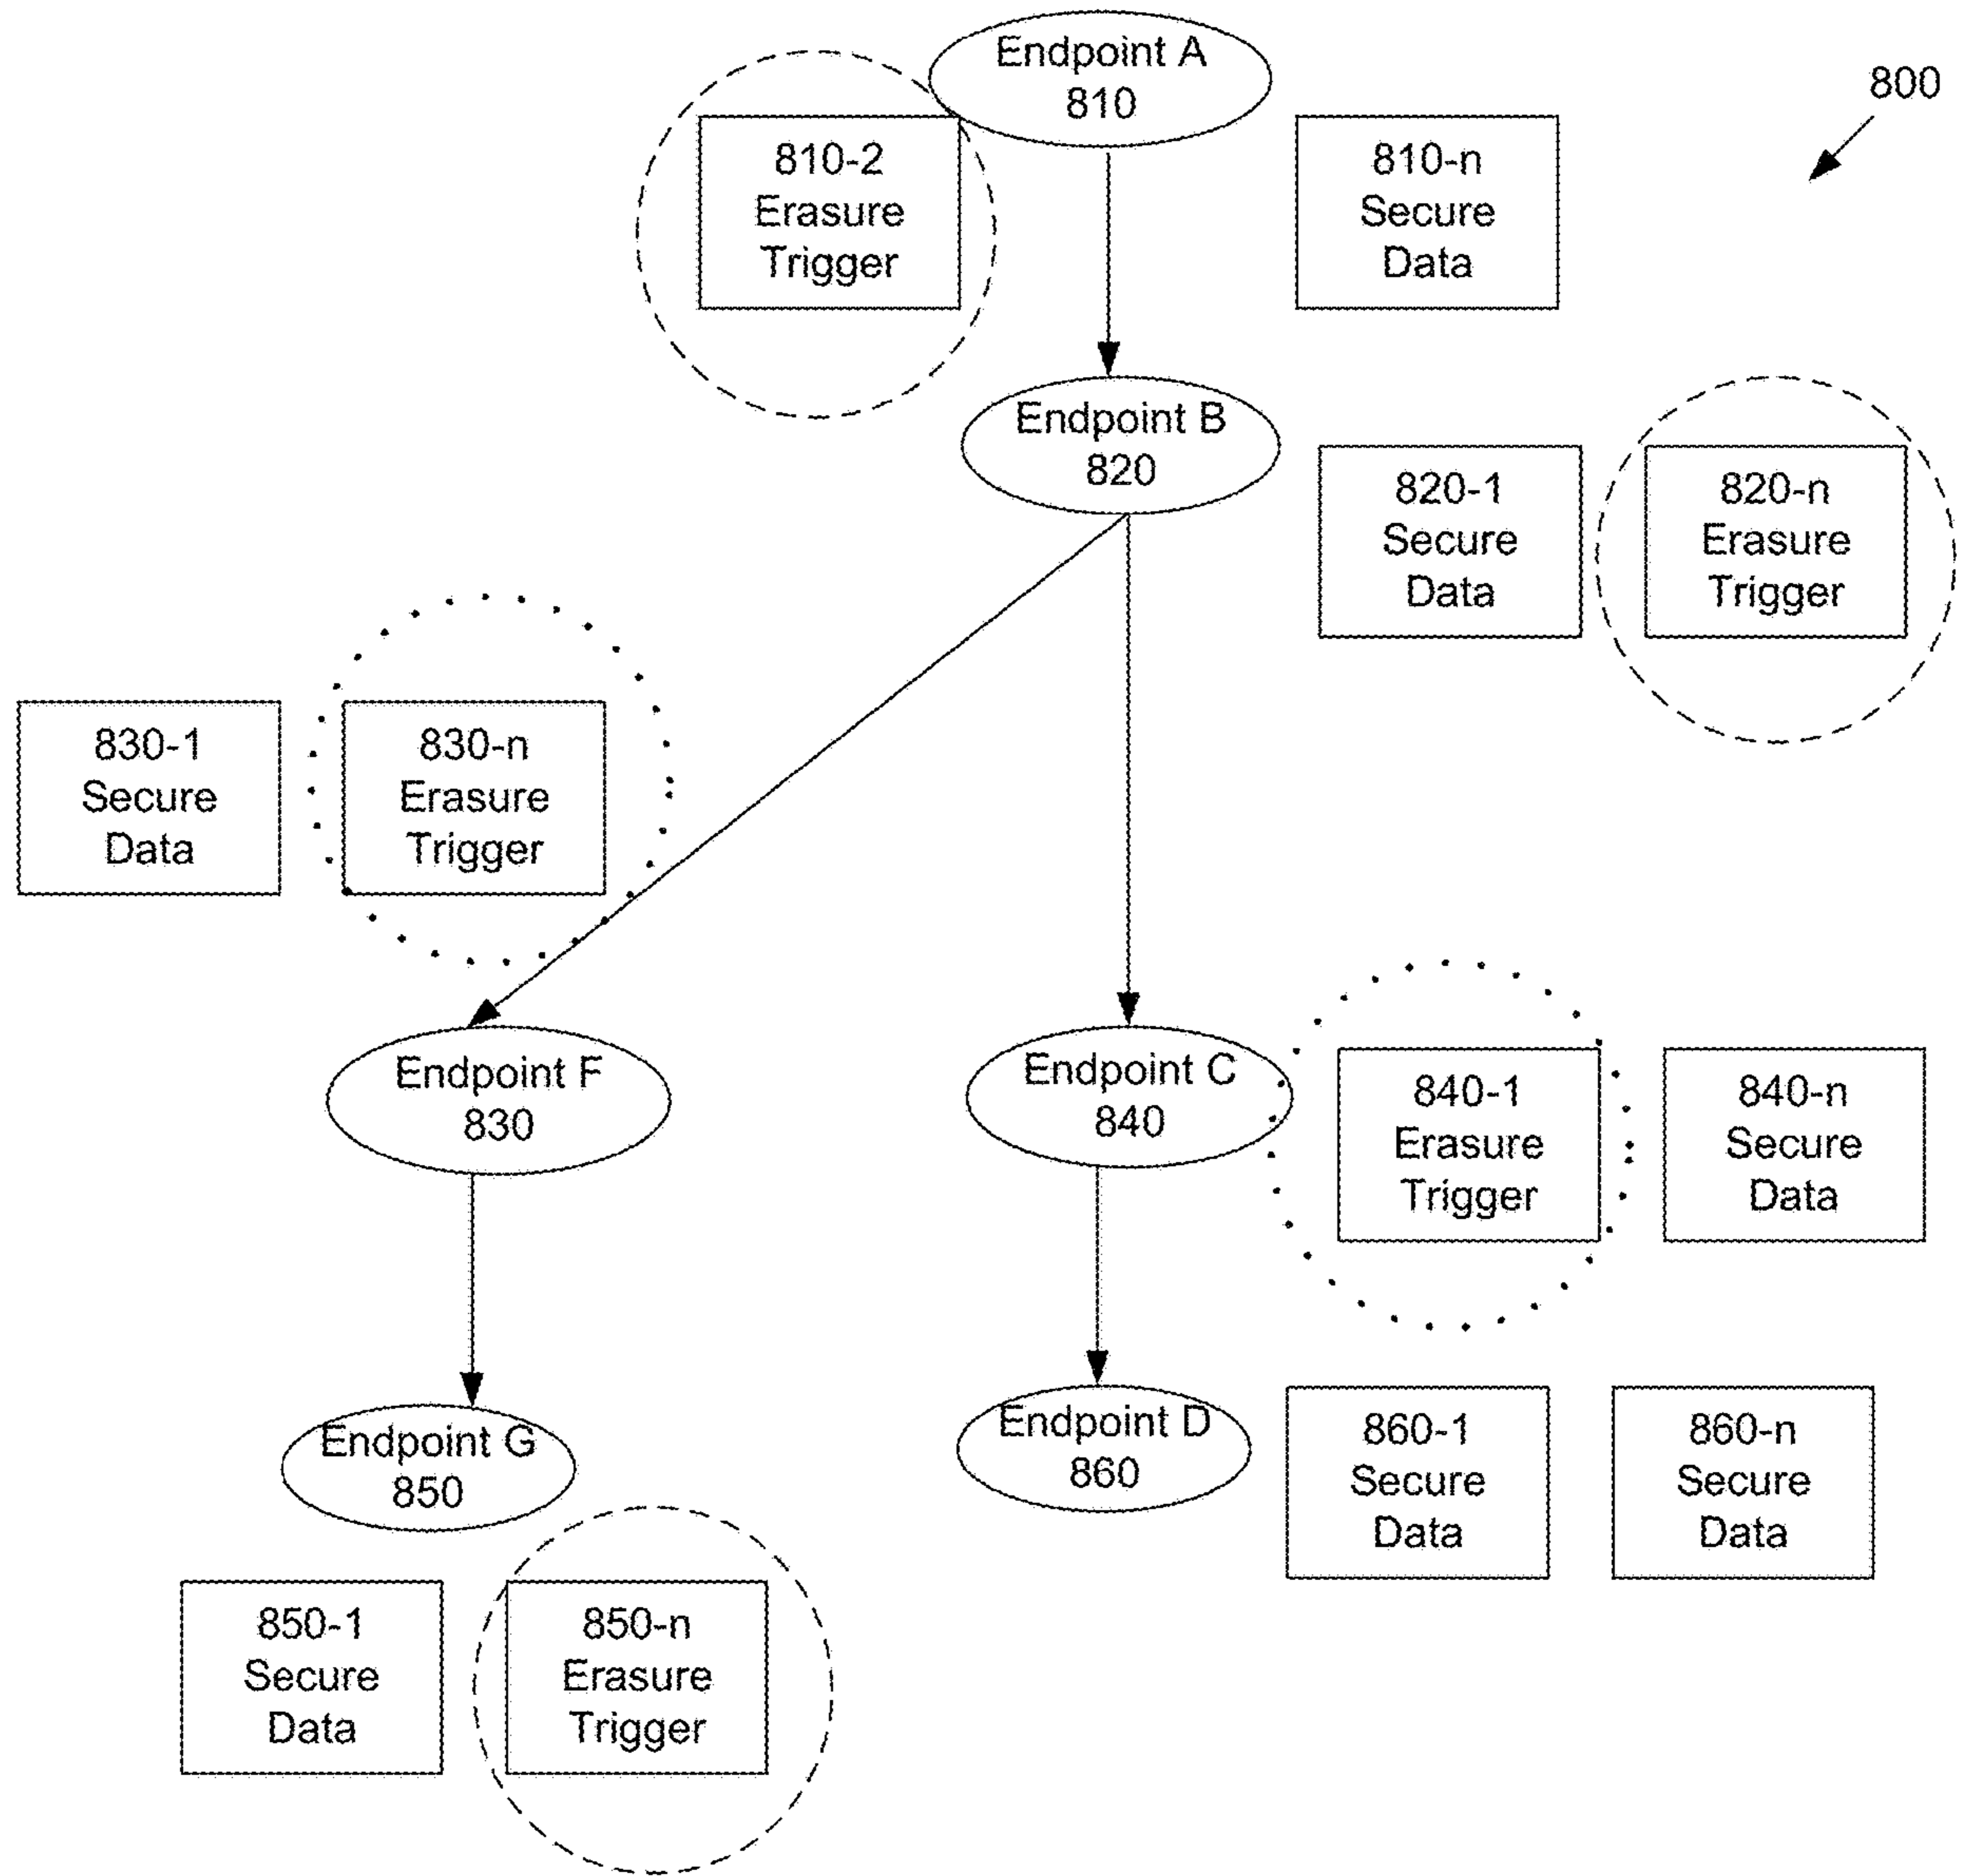 Endpoint A
810
800
810-2
Erasure
Trigger
810-n
Secure
Data
Endpoint B
820
820-1
Secure
Data
820-n
Erasure
Trigger
830-1
Secure
Data
830-n
Erasure
Trigger
Endpoint F
830
Endpoint C
840
840-1
Erasure
Trigger
840-n
Secure
Data
Endpoint G
850
Endpoint D
860
860-1
Secure
Data
860-n
Secure
Data
850-1
Secure
Data
850-n
Erasure
Trigger